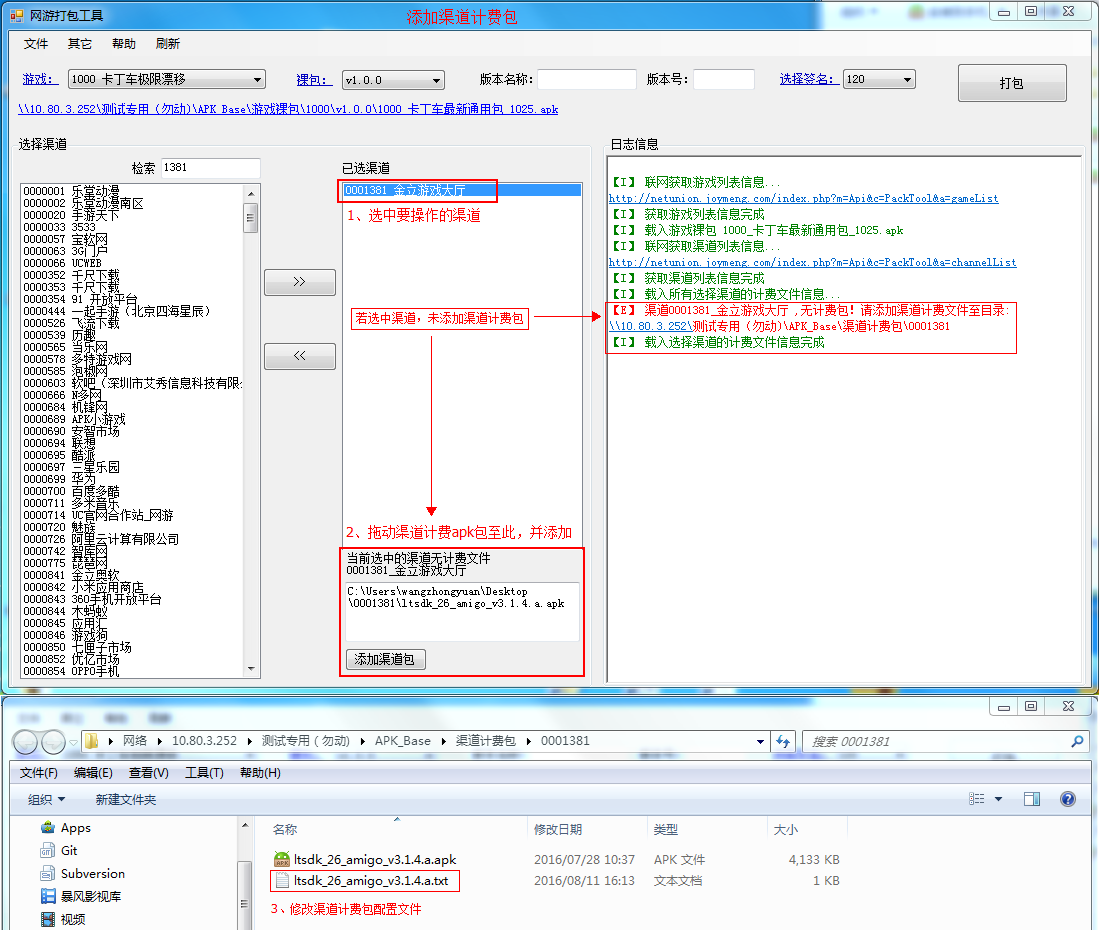 网游打包工具
添加渠道计费包
文件 其它 帮助 刷新
游戏: 1000 卡丁车极限漂移 裸包: v1.0.0 版本名称: 版本号: 选择签名: 120 打包
\\10.80.3.252\测试专用（勿动）\APK_Base\游戏裸包\1000\v1.0.0\1000_卡丁车最新通用包_1025.apk
选择渠道
检索 1381
0000001 乐堂动漫
0000002 乐堂动漫南区
0000020 手游天下
0000033 3533
0000057 宝软网
0000063 3G门户
0000066 UCWEB
0000352 千尺下载
0000353 千尺下载
0000354 91 开放平台
0000444 一起手游（北京四海星辰）
0000526 飞流下载
0000539 历趣
0000565 当乐网
0000578 多特游戏网
0000585 泡椒网
0000603 软吧（深圳市艾秀信息科技有限
0000666 N多网
0000684 机锋网
0000689 APK小游戏
0000690 安智市场
0000694 联想
0000695 酷派
0000697 三星乐园
0000699 华为
0000700 百度多酷
0000711 多米音乐
0000714 UC官网合作站_网游
0000720 魅族
0000726 阿里云计算有限公司
0000742 智库网
0000775 琵琶网
0000841 金立奥软
0000842 小米应用商店
0000843 360手机开放平台
0000844 木蚂蚁
0000845 应用汇
0000846 游戏狗
0000850 七匣子市场
0000852 优亿市场
0000854 OPPO手机
>>
<<
已选渠道
0001381 金立游戏大厅
1、选中要操作的渠道
若选中渠道，未添加渠道计费包
2、拖动渠道计费apk包至此，并添加
当前选中的渠道无计费文件
0001381_金立游戏大厅
C:\Users\wangzhongyuan\Desktop
\0001381\ltsdk_26_amigo_v3.1.4.a.apk
添加渠道包
日志信息
【I】 联网获取游戏列表信息...
http://netunion.joymeng.com/index.php?m=Api&c=PackTool&a=gameList
【I】 获取游戏列表信息完成
【I】 载入游戏裸包 1000_卡丁车最新通用包_1025.apk
【I】 联网获取渠道列表信息...
http://netunion.joymeng.com/index.php?m=Api&c=PackTool&a=channelList
【I】 获取渠道列表信息完成
【I】 载入所有选择渠道的计费文件信息...
【E】 渠道0001381_金立游戏大厅 ,无计费包! 请添加渠道计费文件至目录:
\\10.80.3.252\测试专用(勿动)\APK_Base\渠道计费包\0001381
【I】 载入选择渠道的计费文件信息完成
网络 10.80.3.252 测试专用（勿动） APK_Base 渠道计费包 0001381 搜索 0001381
文件(F) 编辑(E) 查看(V) 工具(T) 帮助(H)
组织 新建文件夹
Apps
Git
Subversion
暴风影视库
视频
名称 修改日期 类型 大小
ltsdk_26_amigo_v3.1.4.a.apk 2016/07/28 10:37 APK 文件 4,133 KB
ltsdk_26_amigo_v3.1.4.a.txt 2016/08/11 16:13 文本文档 1 KB
3、修改渠道计费包配置文件